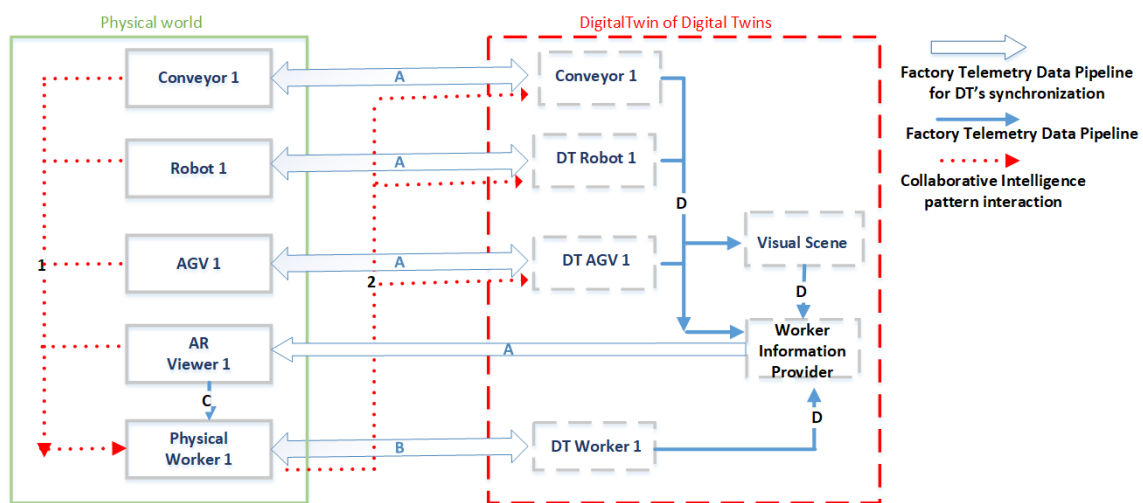 Physical world
DigitalTwin of Digital Twins
Conveyor 1
A
Conveyor 1
Factory Telemetry Data Pipeline
for DT's synchronization
Factory Telemetry Data Pipeline
Robot 1
A
DT Robot 1
Collaborative Intelligence
pattern interaction
D
AGV 1
A
DT AGV 1
Visual Scene
1
2
D
AR
Viewer 1
A
Worker
Information
Provider
C
D
Physical
Worker 1
B
DT Worker 1